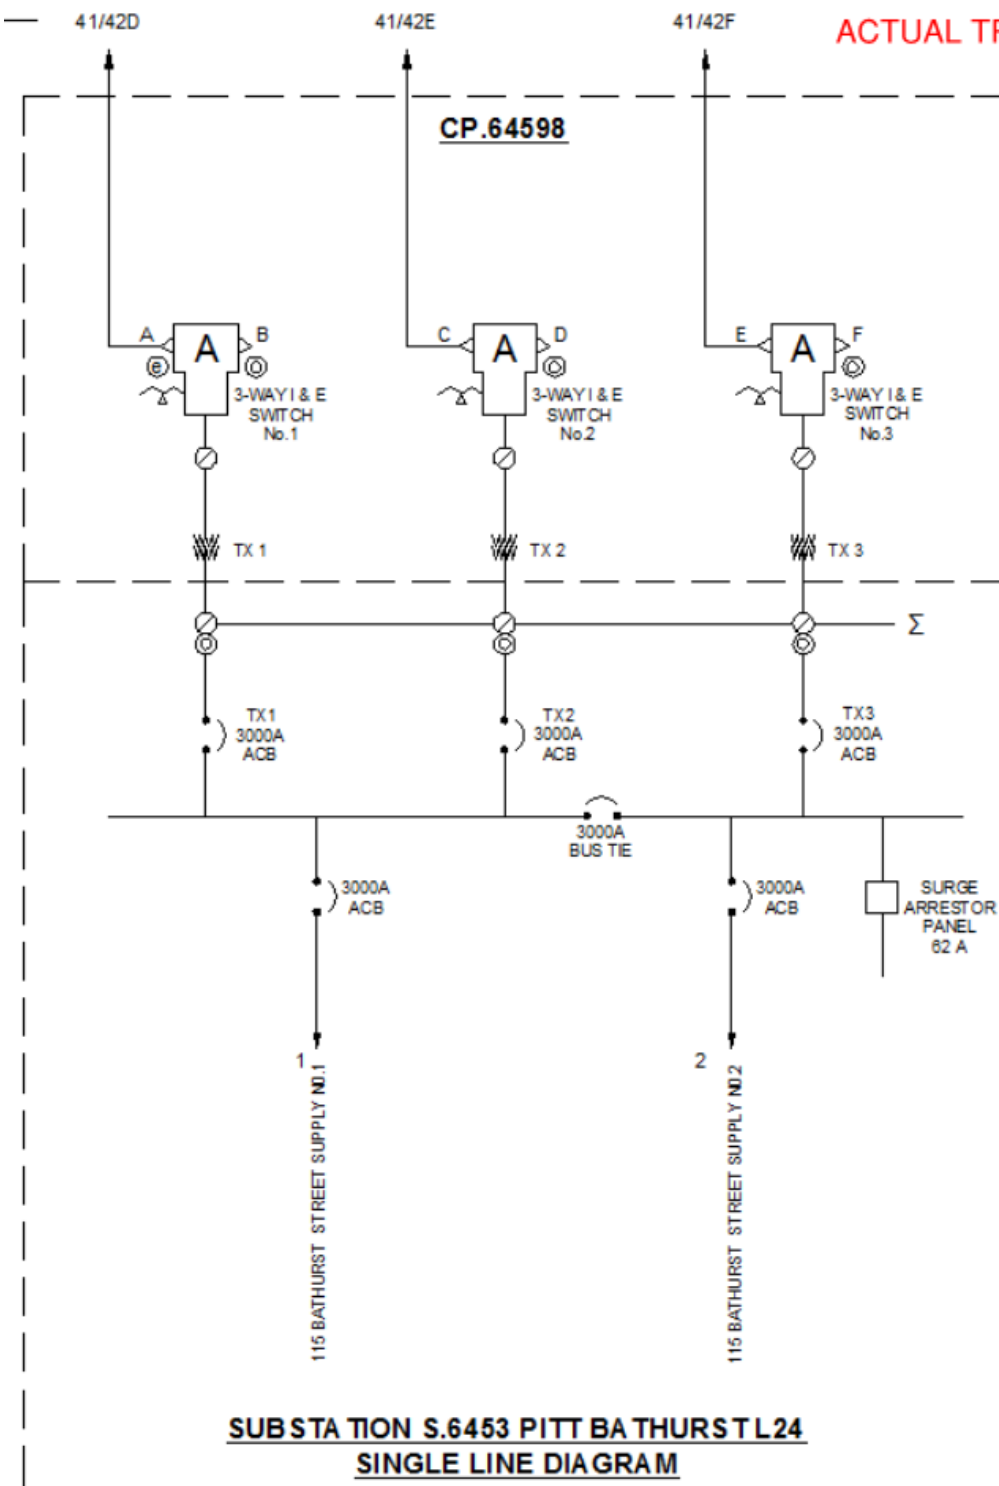 41/42D
41/42E
41/42F
ACTUAL
CP.64598
A
A
B
e
3-WAY I & E
SWITCH
No.1
C
A
D
3-WAY I & E
SWITCH
No.2
E
A
F
3-WAY I & E
SWITCH
No.3
TX 1
TX 2
TX 3
Σ
TX1
3000A
ACB
TX2
3000A
ACB
TX3
3000A
ACB
3000A
BUS TIE
3000A
ACB
3000A
ACB
SURGE
ARRESTOR
PANEL
62 A
1
115 BATHURST STREET SUPPLY NO.1
2
115 BATHURST STREET SUPPLY NO.2
SUBSTATION S.6453 PITT BATHURST L24
SINGLE LINE DIAGRAM